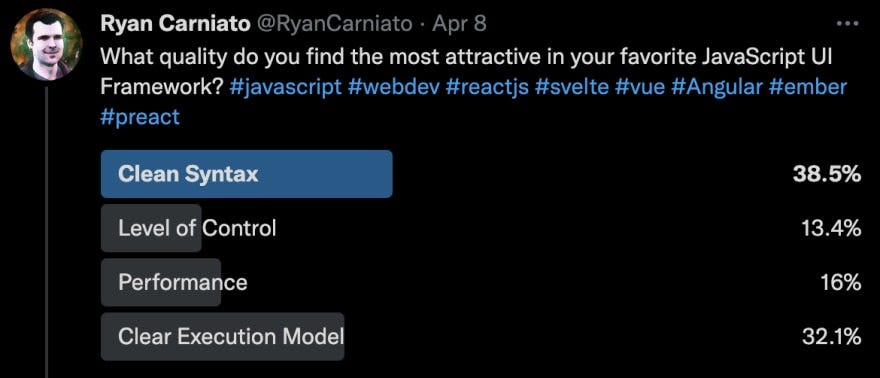 Ryan Carniato @RyanCarniato · Apr 8
What quality do you find the most attractive in your favorite JavaScript UI
Framework? #javascript #webdev #reactjs #svelte #vue #Angular #ember
#preact
Clean Syntax 38.5%
Level of Control 13.4%
Performance 16%
Clear Execution Model 32.1%